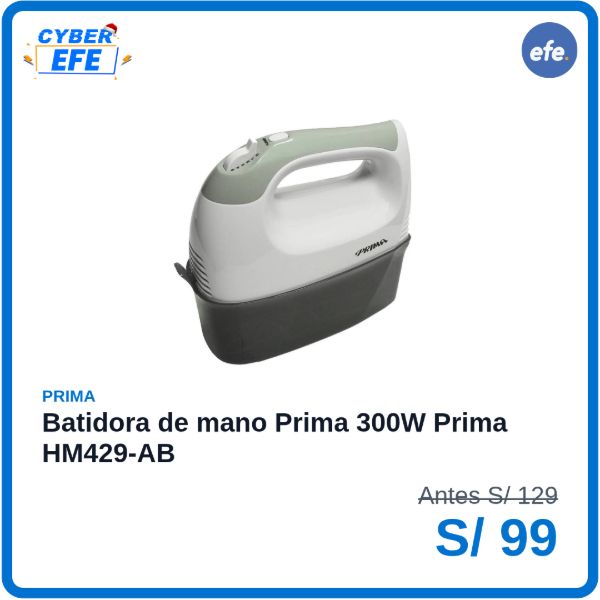 CYBER
EFE
efe.
PRIMA
PRIMA
Batidora de mano Prima 300W Prima
HM429-AB
Antes S/ 129
S/ 99